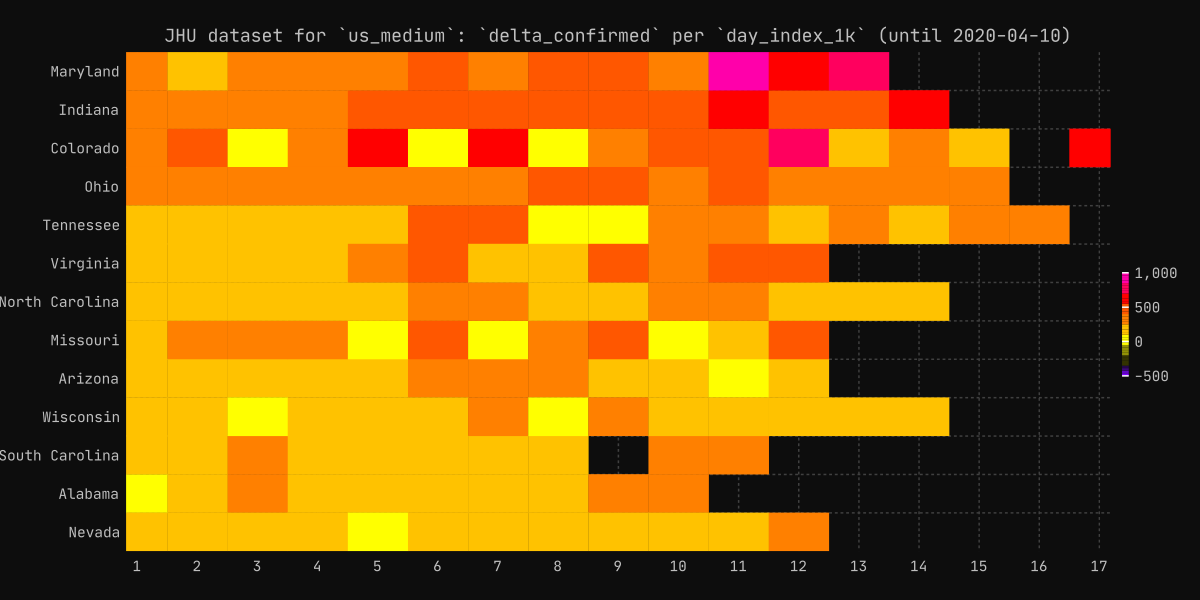 JHU dataset for `us_medium`: `delta_confirmed` per `day_index_1k` (until 2020-04-10)
Maryland
Indiana
Colorado
Ohio
Tennessee
Virginia
North Carolina
Missouri
Arizona
Wisconsin
South Carolina
Alabama
Nevada
1 2 3 4 5 6 7 8 9 10 11 12 13 14 15 16 17
1,000
500
0
-500